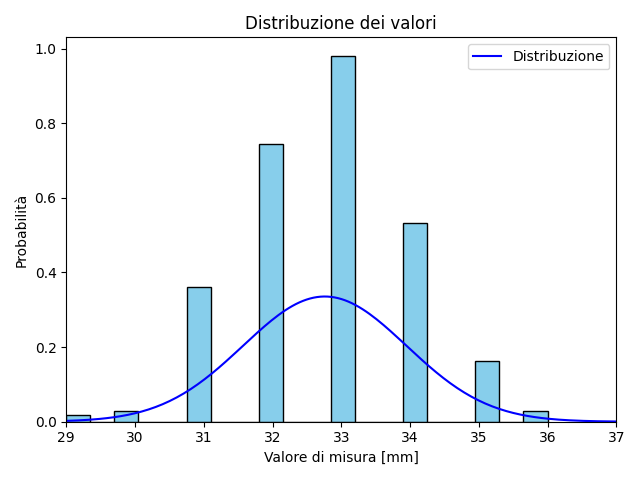 Distribuzione dei valori
Distribuzione
Probabilità
1.0
0.8
0.6
0.4
0.2
0.0
29 30 31 32 33 34 35 36 37
Valore di misura [mm]